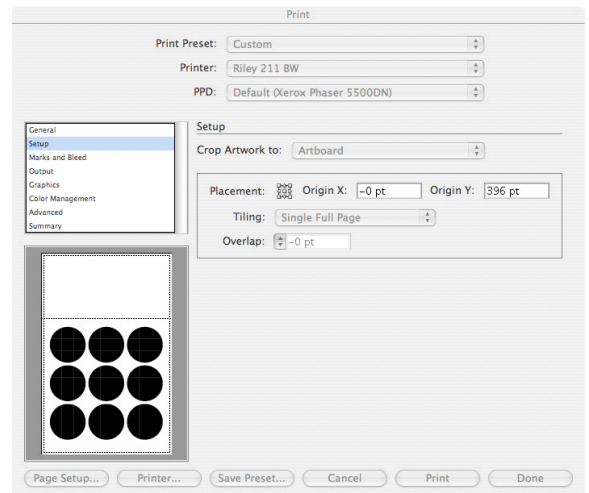 Print
Print Preset: Custom
Printer: Riley 211 BW
PPD: Default (Xerox Phaser 5500DN)
General
Setup
Marks and Bleed
Output
Graphics
Color Management
Advanced
Summary
Setup
Crop Artwork to: Artboard
Placement: Origin X: -0 pt Origin Y: 396 pt
Tiling: Single Full Page
Overlap: -0 pt
Page Setup... Printer... Save Preset... Cancel Print Done